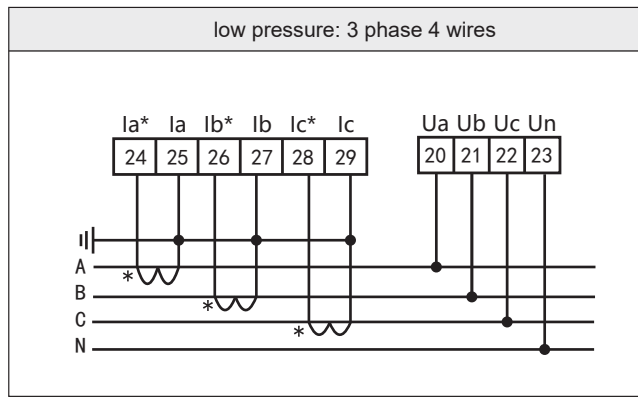 low pressure: 3 phase 4 wires
Ia* Ia Ib* Ib Ic* Ic
24 25 26 27 28 29
Ua Ub Uc Un
20 21 22 23
A
*
B
*
C
*
N